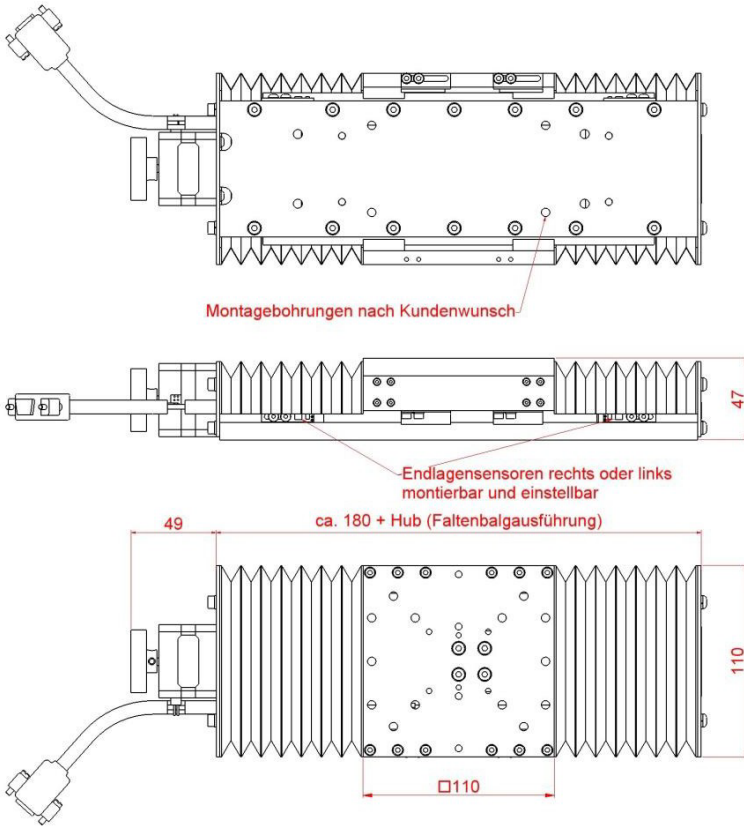 Montagebohrungen nach Kundenwunsch
47
Endlagensensoren rechts oder links
montierbar und einstellbar
49
ca. 180 + Hub (Faltenbalgausführung)
110
□110